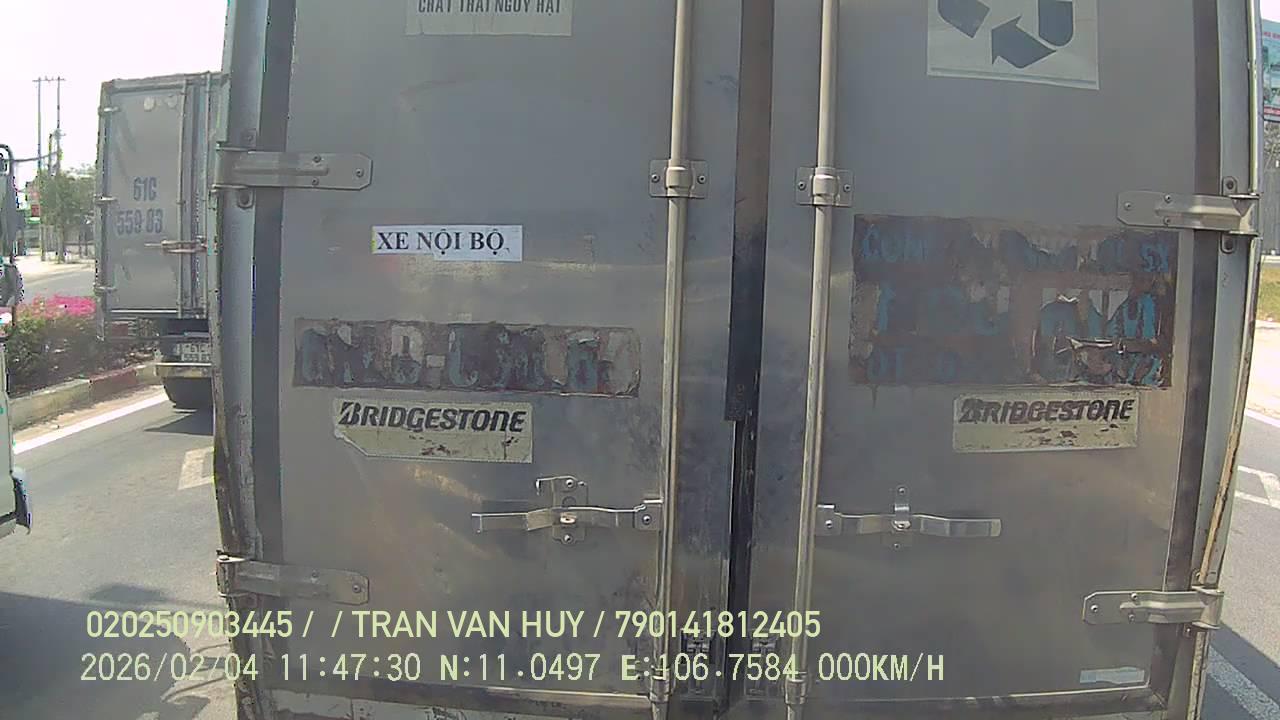 CHẤT THẢI NGUY HẠI
61C
559 83
XE NỘI BỘ
BRIDGESTONE
BRIDGESTONE
020250903445 / / TRAN VAN HUY / 790141812405
2026/02/04 11:47:30 N:11.0497 E:106.7584 000KM/H